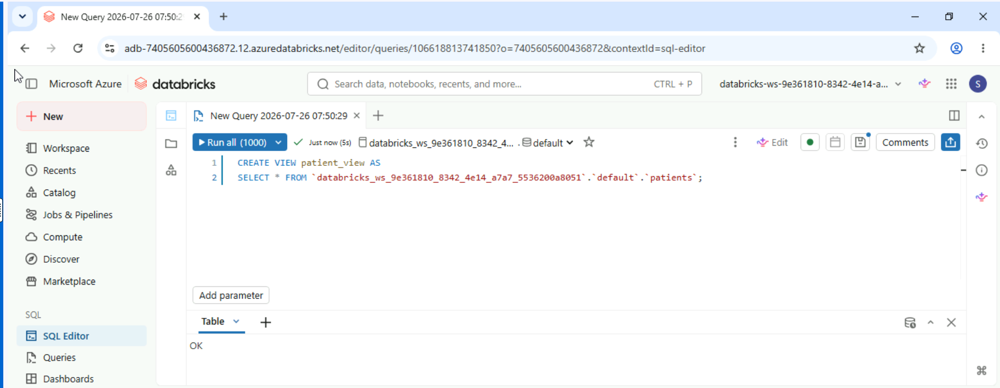 New Query 2026-07-26 07:50:2
adb-7405605600436872.12.azuredatabricks.net/editor/queries/106618813741850?o=7405605600436872&contextId=sql-editor
Microsoft Azure
databricks
Search data, notebooks, recents, and more...
CTRL + P
databricks-ws-9e361810-8342-4e14-a...
S
New
Workspace
Recents
Catalog
Jobs & Pipelines
Compute
Discover
Marketplace
SQL
SQL Editor
Queries
Dashboards
New Query 2026-07-26 07:50:29
Run all (1000)
Just now (5s)
databricks_ws_9e361810_8342_4... . default
Edit
Comments
1 CREATE VIEW patient_view AS
2 SELECT * FROM `databricks_ws_9e361810_8342_4e14_a7a7_5536200a8051`.`default`.`patients`;
Add parameter
Table
OK